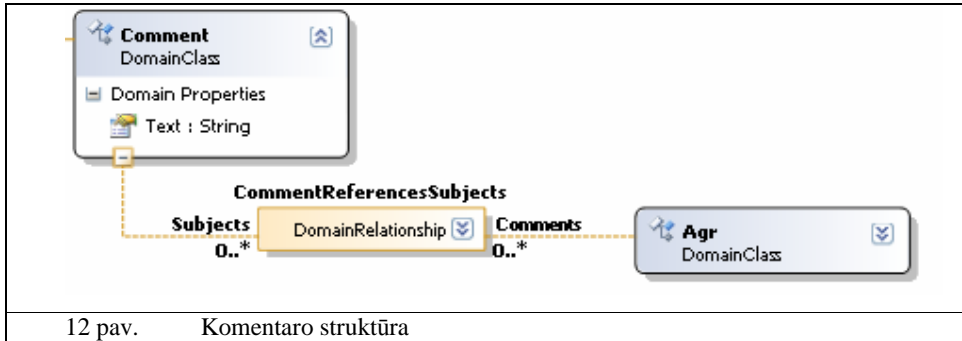 Comment
DomainClass
Domain Properties
Text : String
CommentReferencesSubjects
Subjects
0..*
DomainRelationship
Comments
0..*
Agr
DomainClass
12 pav. Komentaro struktūra